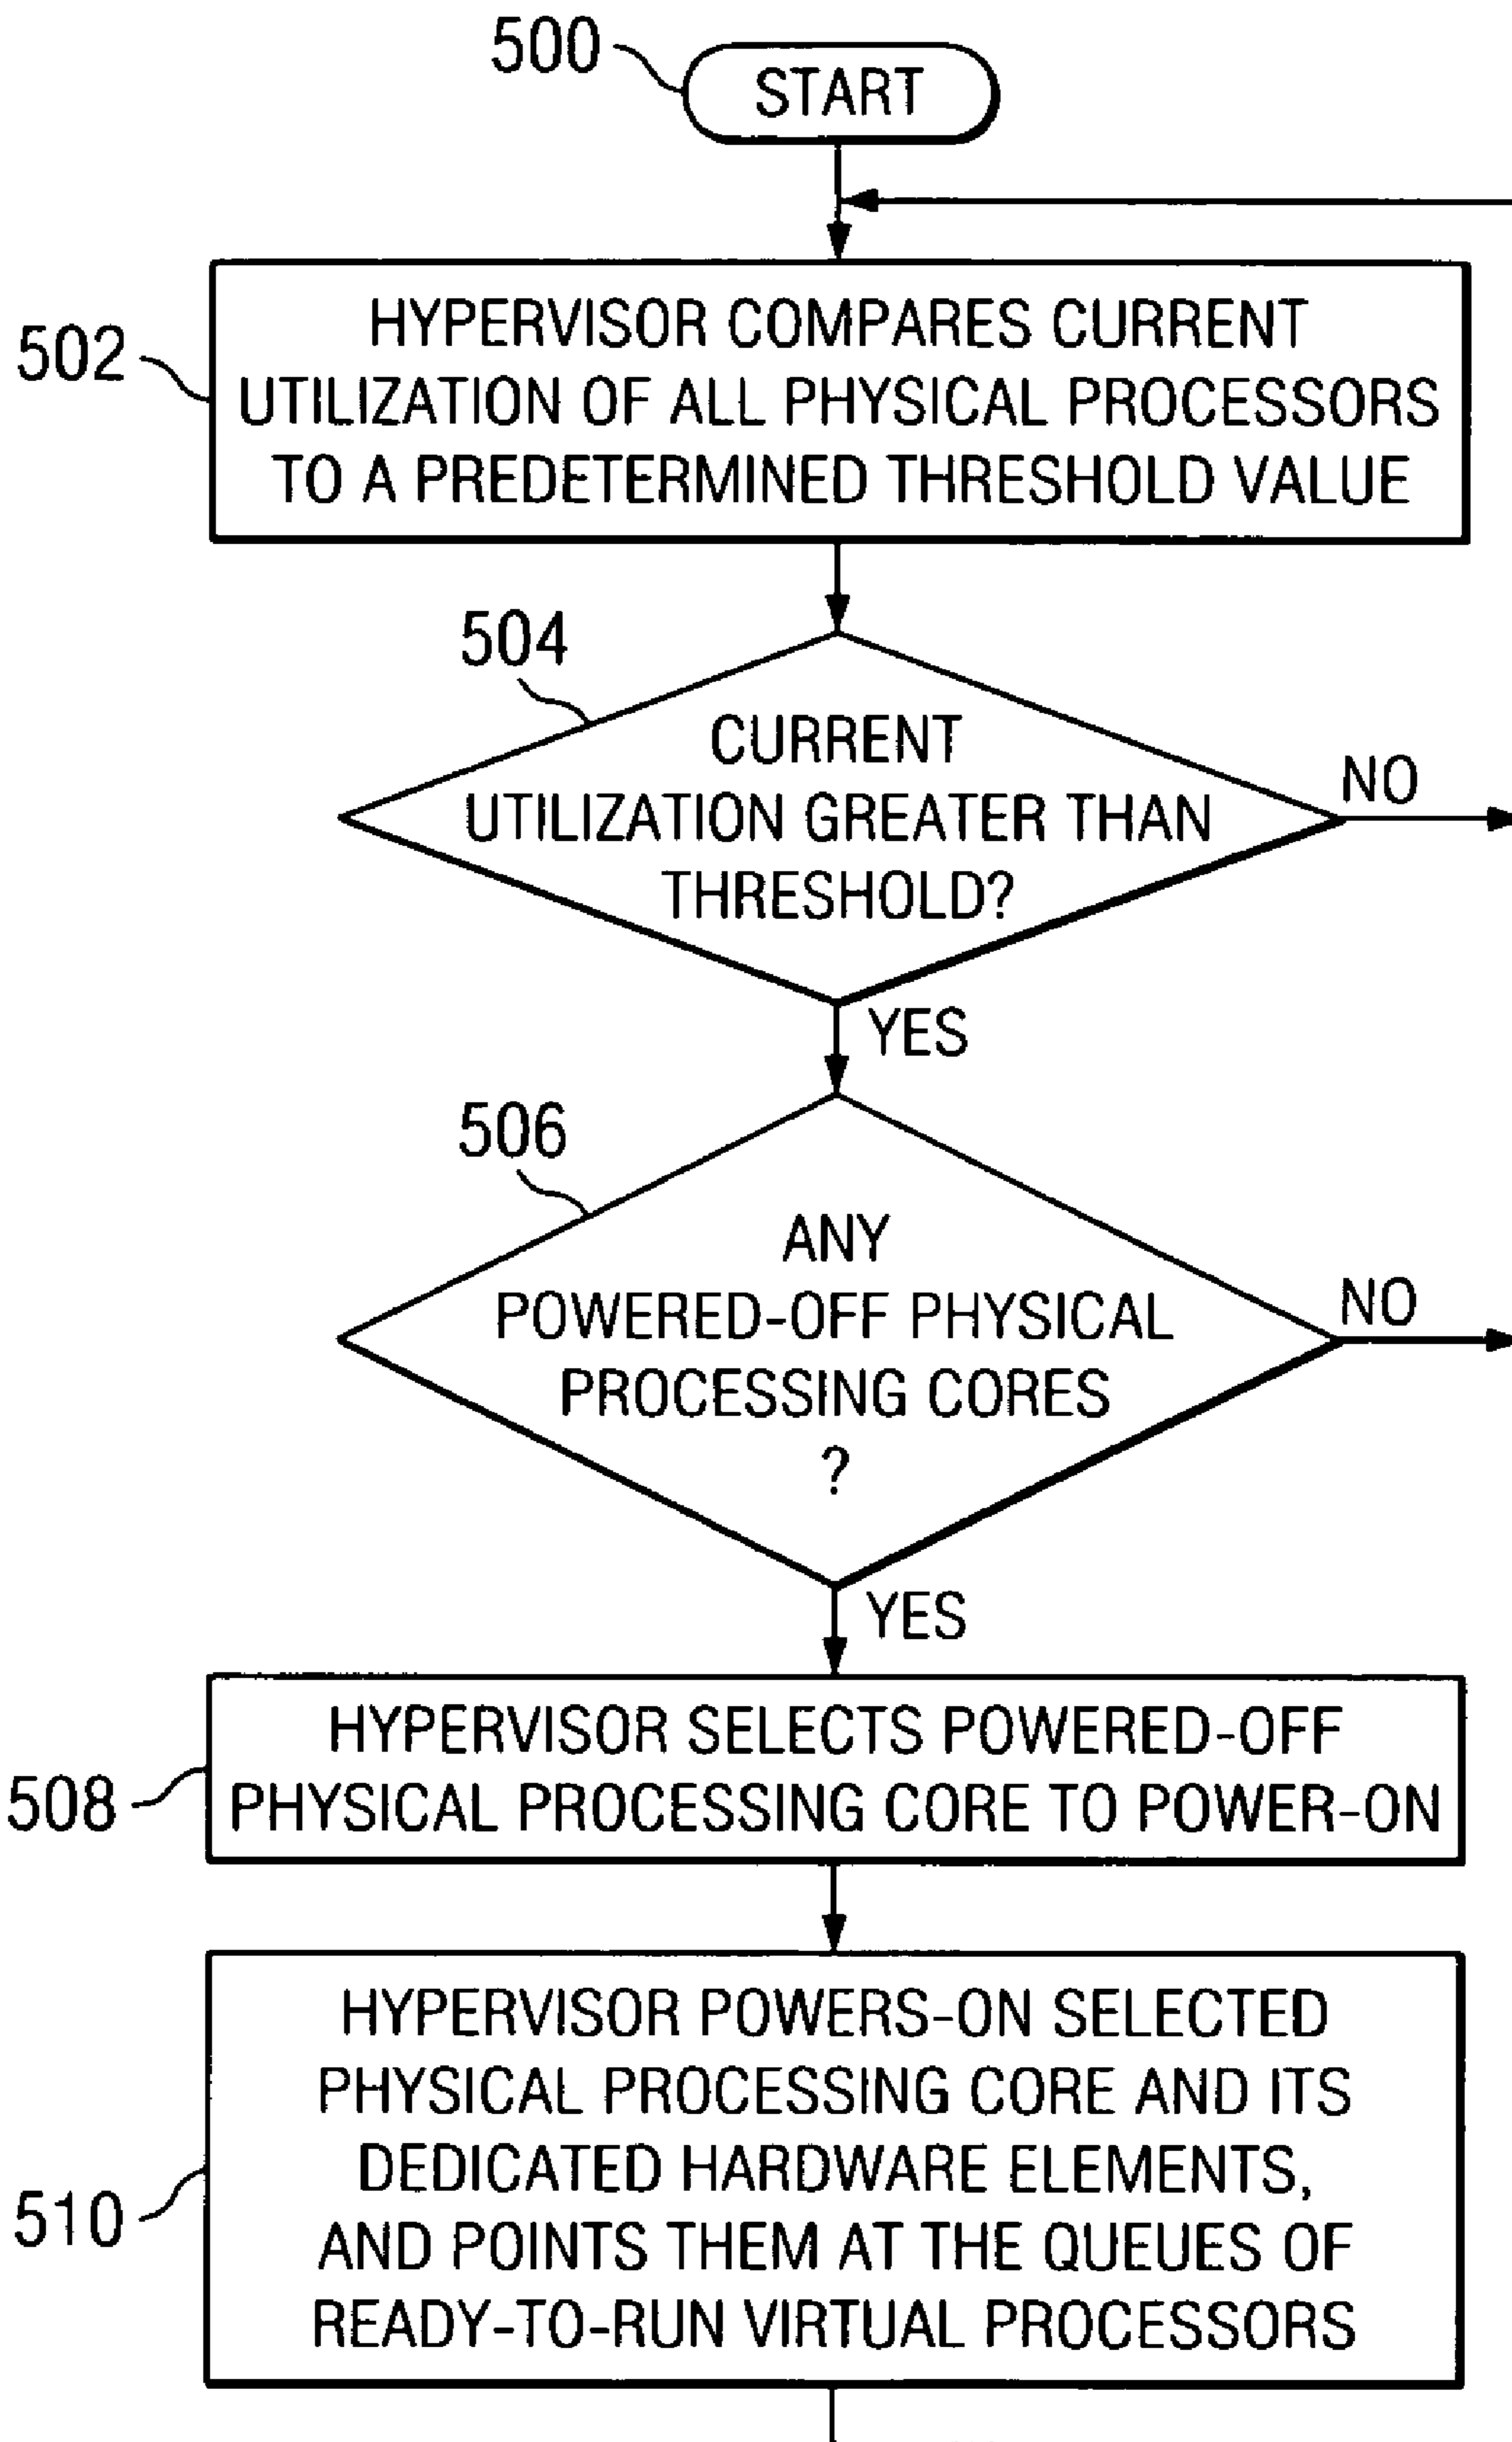 500
START
502
HYPERVISOR COMPARES CURRENT
UTILIZATION OF ALL PHYSICAL PROCESSORS
TO A PREDETERMINED THRESHOLD VALUE
504
CURRENT
UTILIZATION GREATER THAN
THRESHOLD?
NO
YES
506
ANY
POWERED-OFF PHYSICAL
PROCESSING CORES
?
NO
YES
508
HYPERVISOR SELECTS POWERED-OFF
PHYSICAL PROCESSING CORE TO POWER-ON
510
HYPERVISOR POWERS-ON SELECTED
PHYSICAL PROCESSING CORE AND ITS
DEDICATED HARDWARE ELEMENTS,
AND POINTS THEM AT THE QUEUES OF
READY-TO-RUN VIRTUAL PROCESSORS